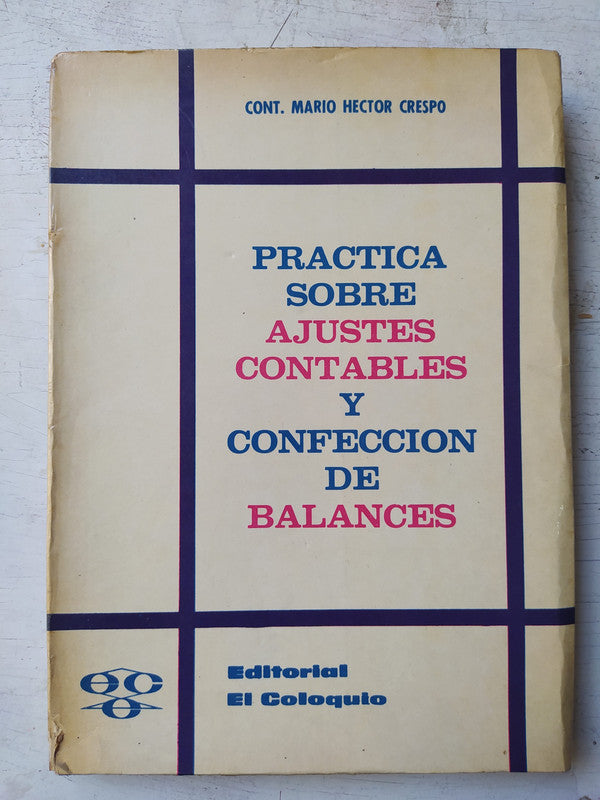 CONT. MARIO HECTOR CRESPO
PRACTICA
SOBRE
AJUSTES
CONTABLES
Y
CONFECCION
DE
BALANCES
Editorial
El Coloquio